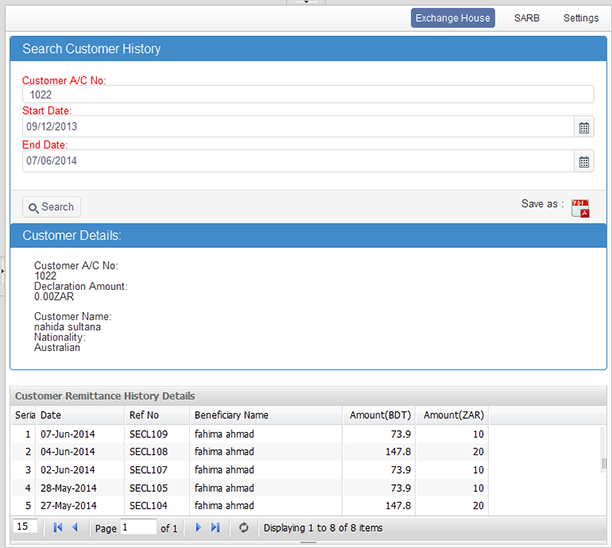 Exchange House SARB Settings
Search Customer History
Customer A/C No:
1022
Start Date:
09/12/2013
End Date:
07/06/2014
Search Save as :
Customer Details:
Customer A/C No:
1022
Declaration Amount:
0.00ZAR
Customer Name:
nahida sultana
Nationality:
Australian
Customer Remittance History Details
Seria Date Ref No Beneficiary Name Amount(BDT) Amount(ZAR)
1 07-Jun-2014 SECL109 fahima ahmad 73.9 10
2 04-Jun-2014 SECL108 fahima ahmad 147.8 20
3 02-Jun-2014 SECL107 fahima ahmad 73.9 10
4 28-May-2014 SECL105 fahima ahmad 73.9 10
5 27-May-2014 SECL104 fahima ahmad 147.8 20
15 Page 1 of 1 Displaying 1 to 8 of 8 items